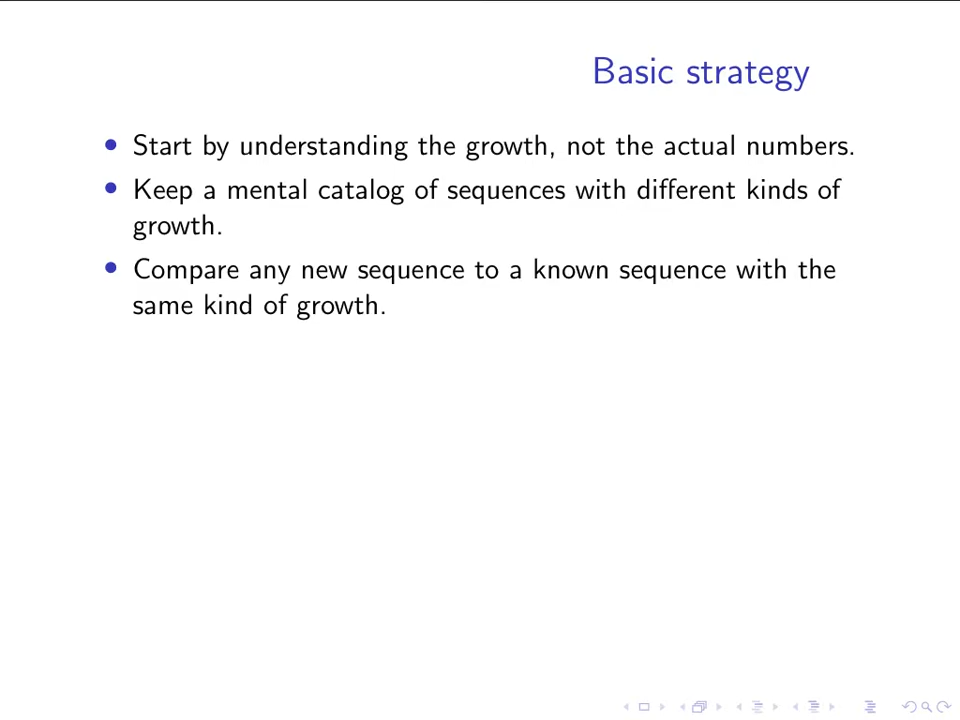 Basic strategy
• Start by understanding the growth, not the actual numbers.
• Keep a mental catalog of sequences with different kinds of
growth.
• Compare any new sequence to a known sequence with the
same kind of growth.